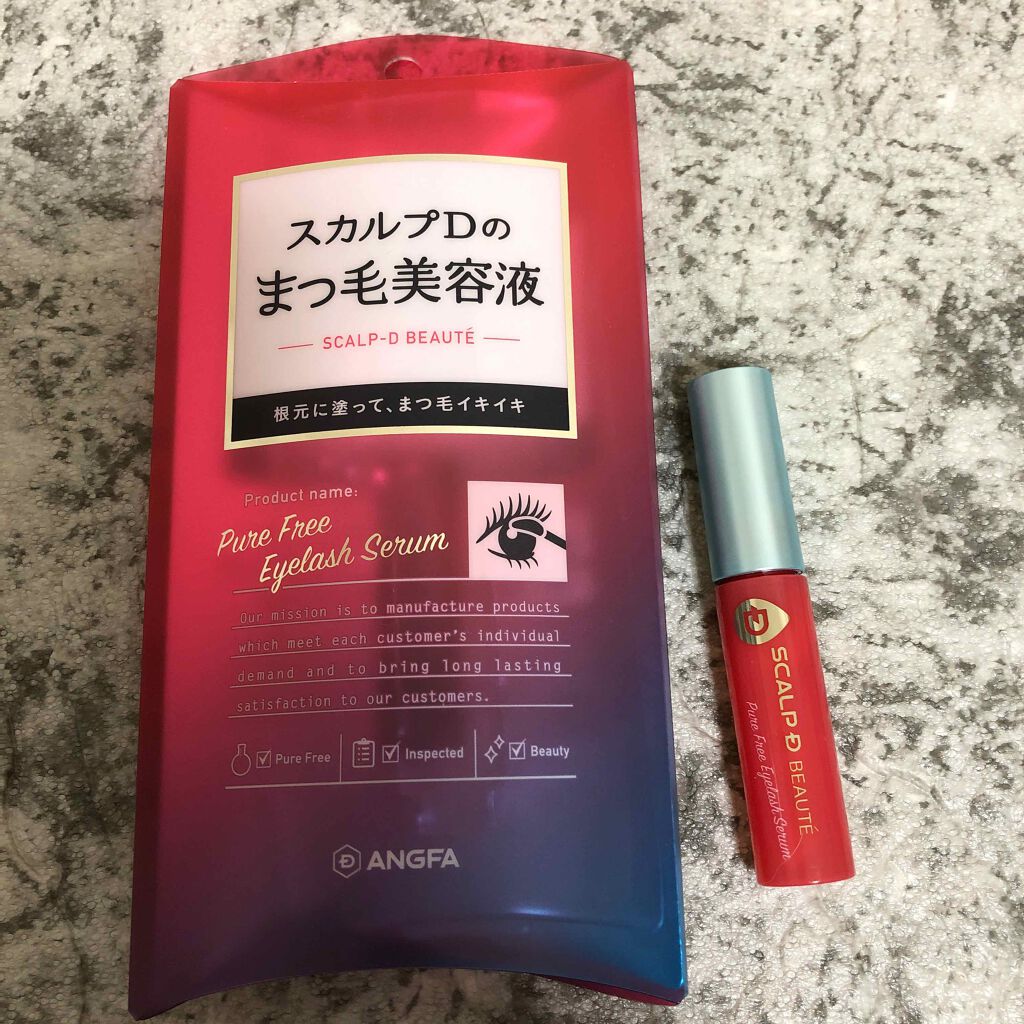 スカルプDの
まつ毛美容液
SCALP-D BEAUTÉ
根元に塗って、まつ毛イキイキ
Product name:
Pure Free
Eyelash Serum
Our mission is to manufacture products
which meet each customer's individual
demand and to bring long lasting
satisfaction to our customers.
Pure Free
Inspected
Beauty
ANGFA
SCALP D BEAUTÉ
Pure Free Eyelash Serum